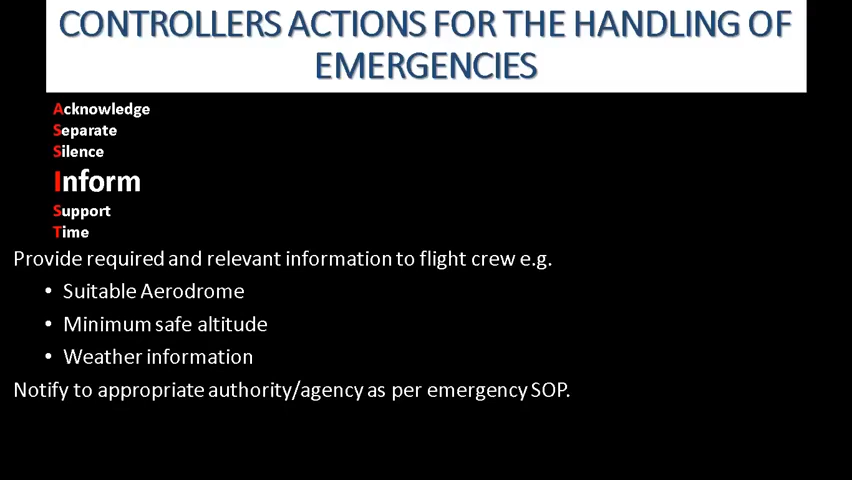 CONTROLLERS ACTIONS FOR THE HANDLING OF
EMERGENCIES
Acknowledge
Separate
Silence
Inform
Support
Time
Provide required and relevant information to flight crew e.g.
• Suitable Aerodrome
• Minimum safe altitude
• Weather information
Notify to appropriate authority/agency as per emergency SOP.